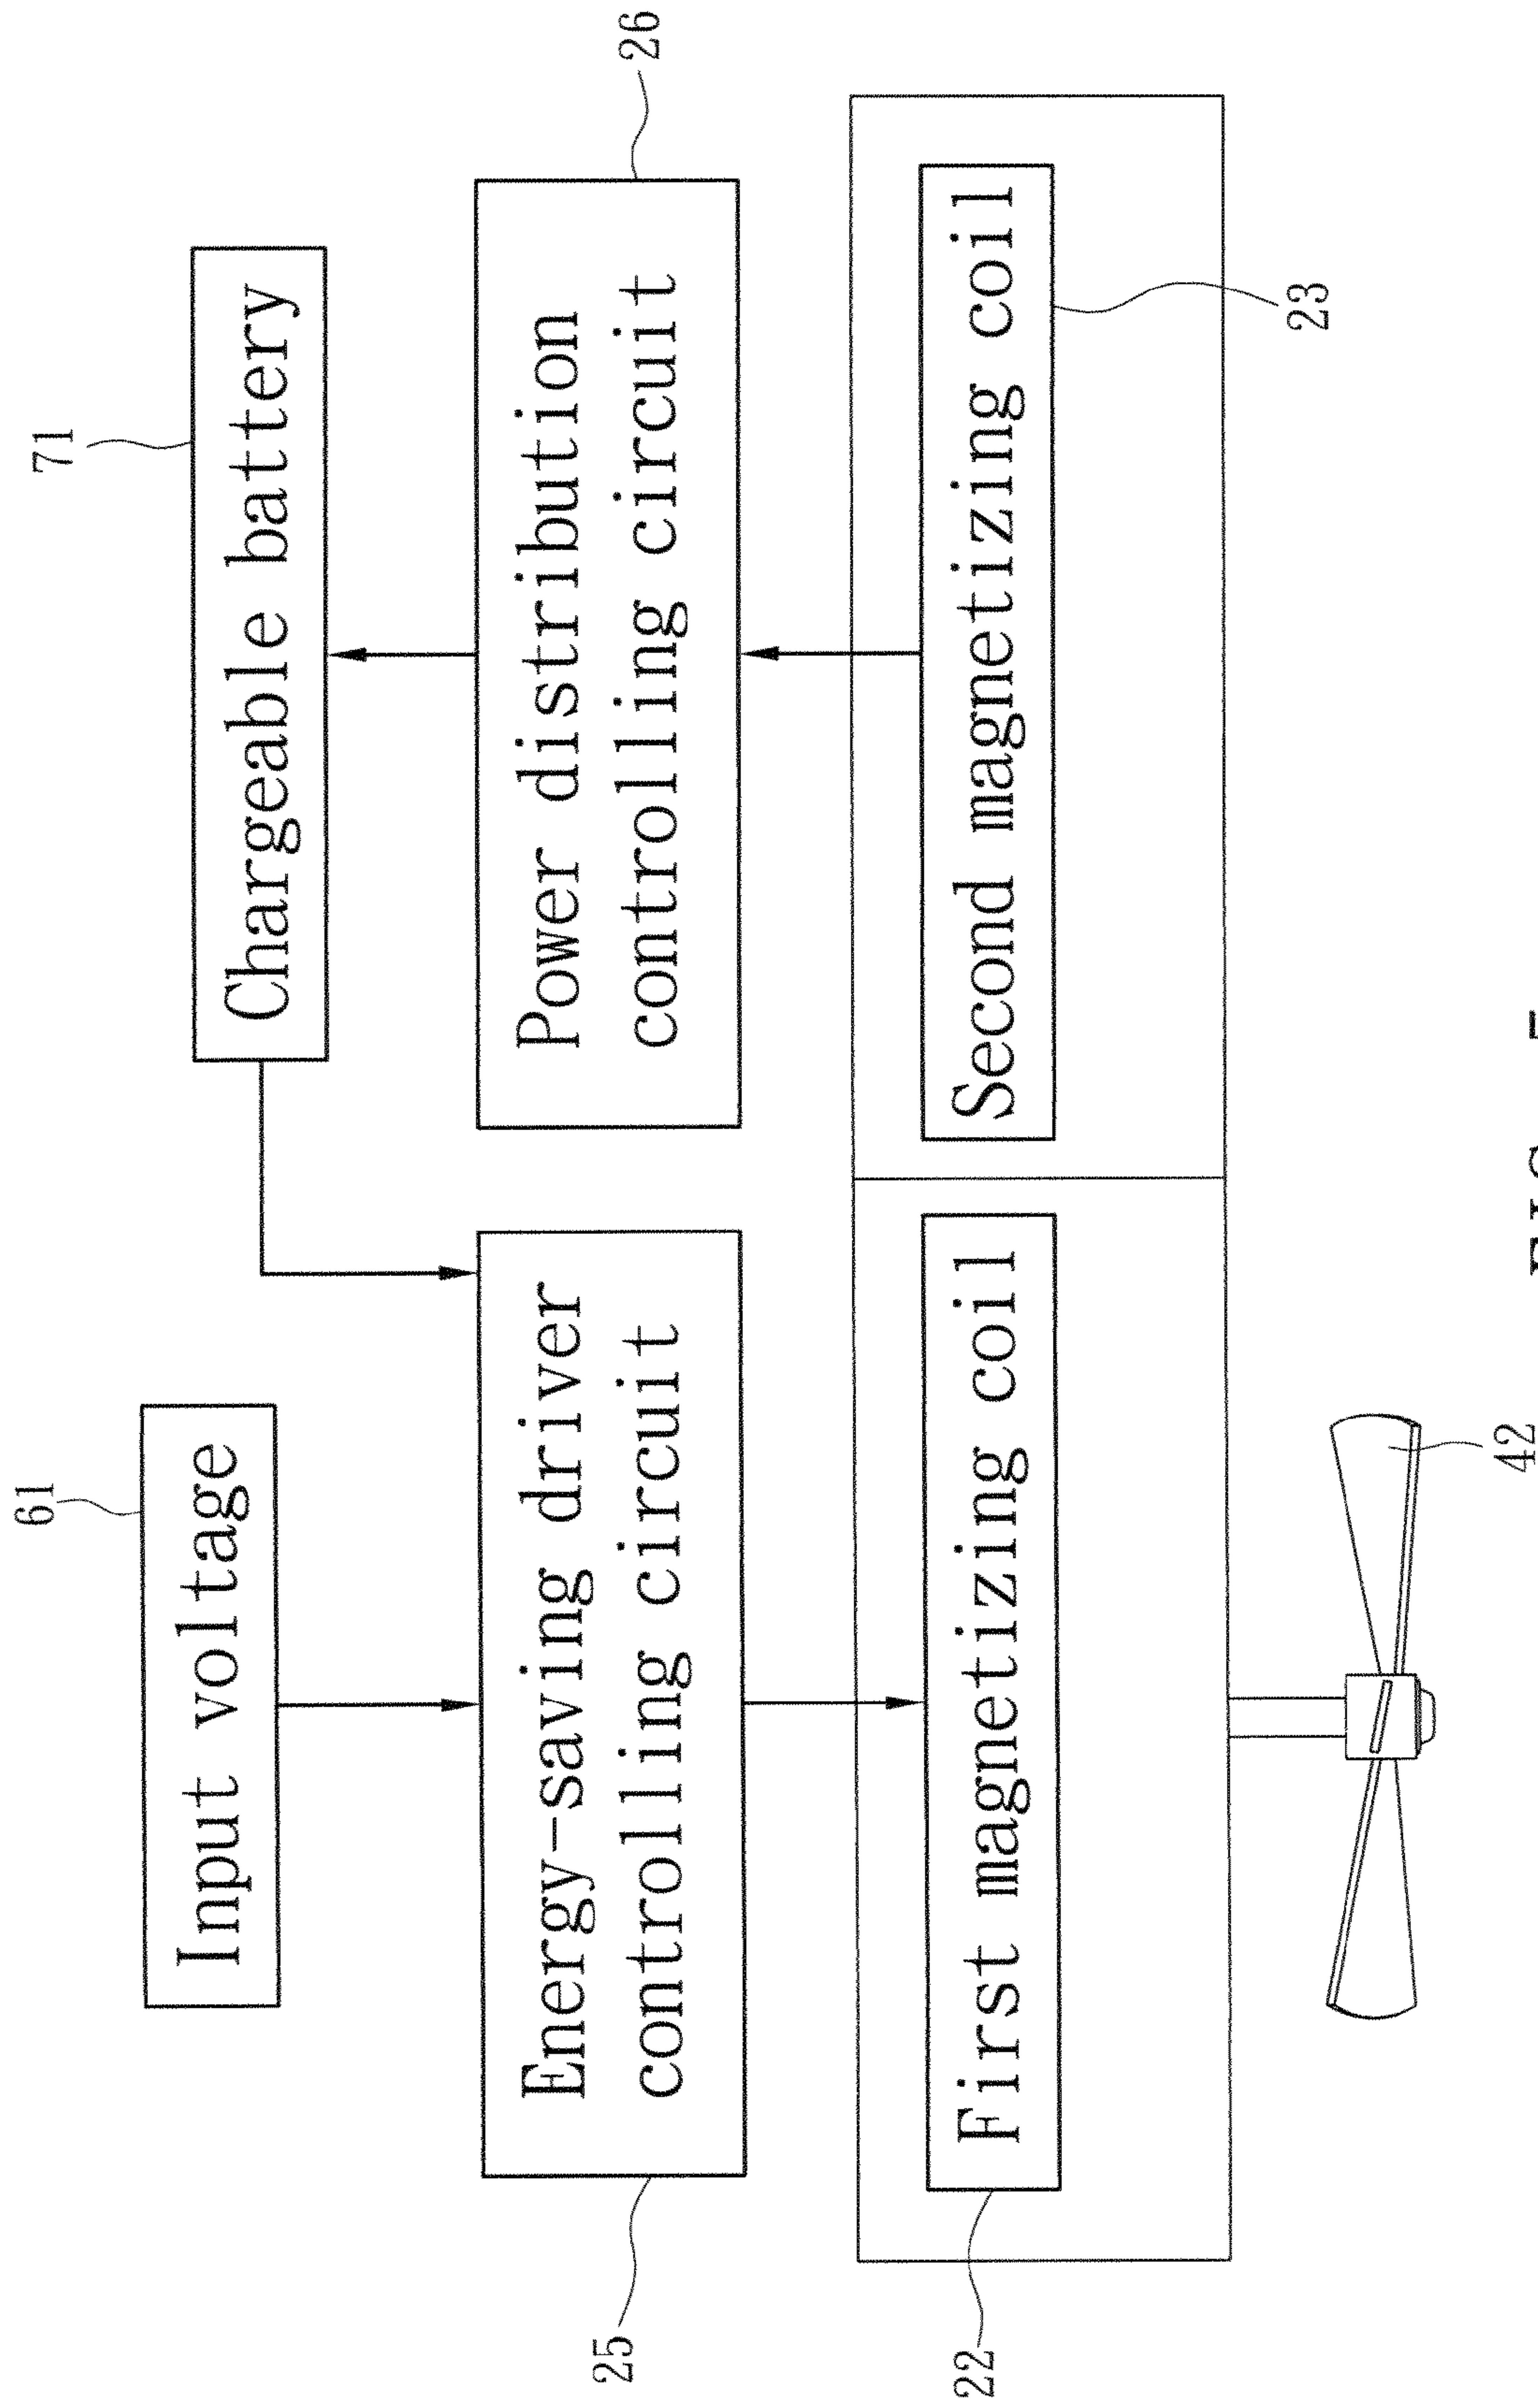 61
Input voltage
71
Chargeable battery
25
Energy-saving driver
controlling circuit
26
Power distribution
controlling circuit
22
First magnetizing coil
Second magnetizing coil
23
42